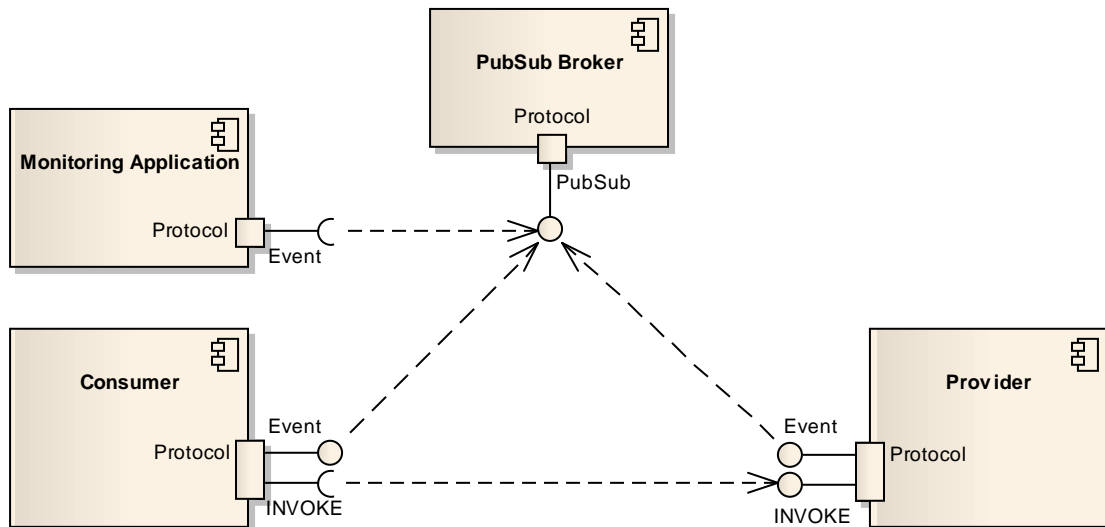 PubSub Broker
Protocol
PubSub
Monitoring Application
Protocol
Event
Consumer
Event
Protocol
INVOKE
Provider
Event
Protocol
INVOKE